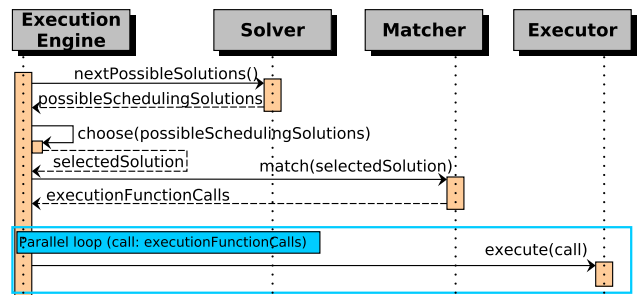 Execution
Engine
Solver
Matcher
Executor
nextPossibleSolutions()
possibleSchedulingSolutions
choose(possibleSchedulingSolutions)
selectedSolution
match(selectedSolution)
executionFunctionCalls
Parallel loop (call: executionFunctionCalls)
execute(call)